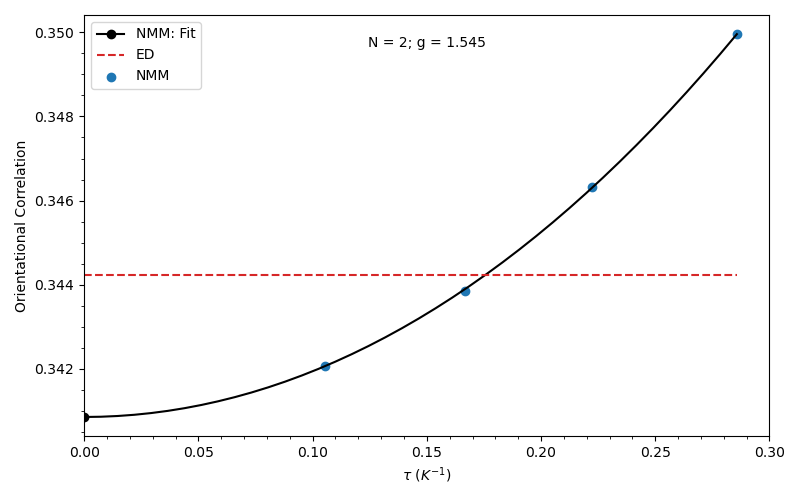 NMM: Fit
ED
NMM
N = 2; g = 1.545
Orientational Correlation
0.350
0.348
0.346
0.344
0.342
0.00 0.05 0.10 0.15 0.20 0.25 0.30
τ (K⁻¹)